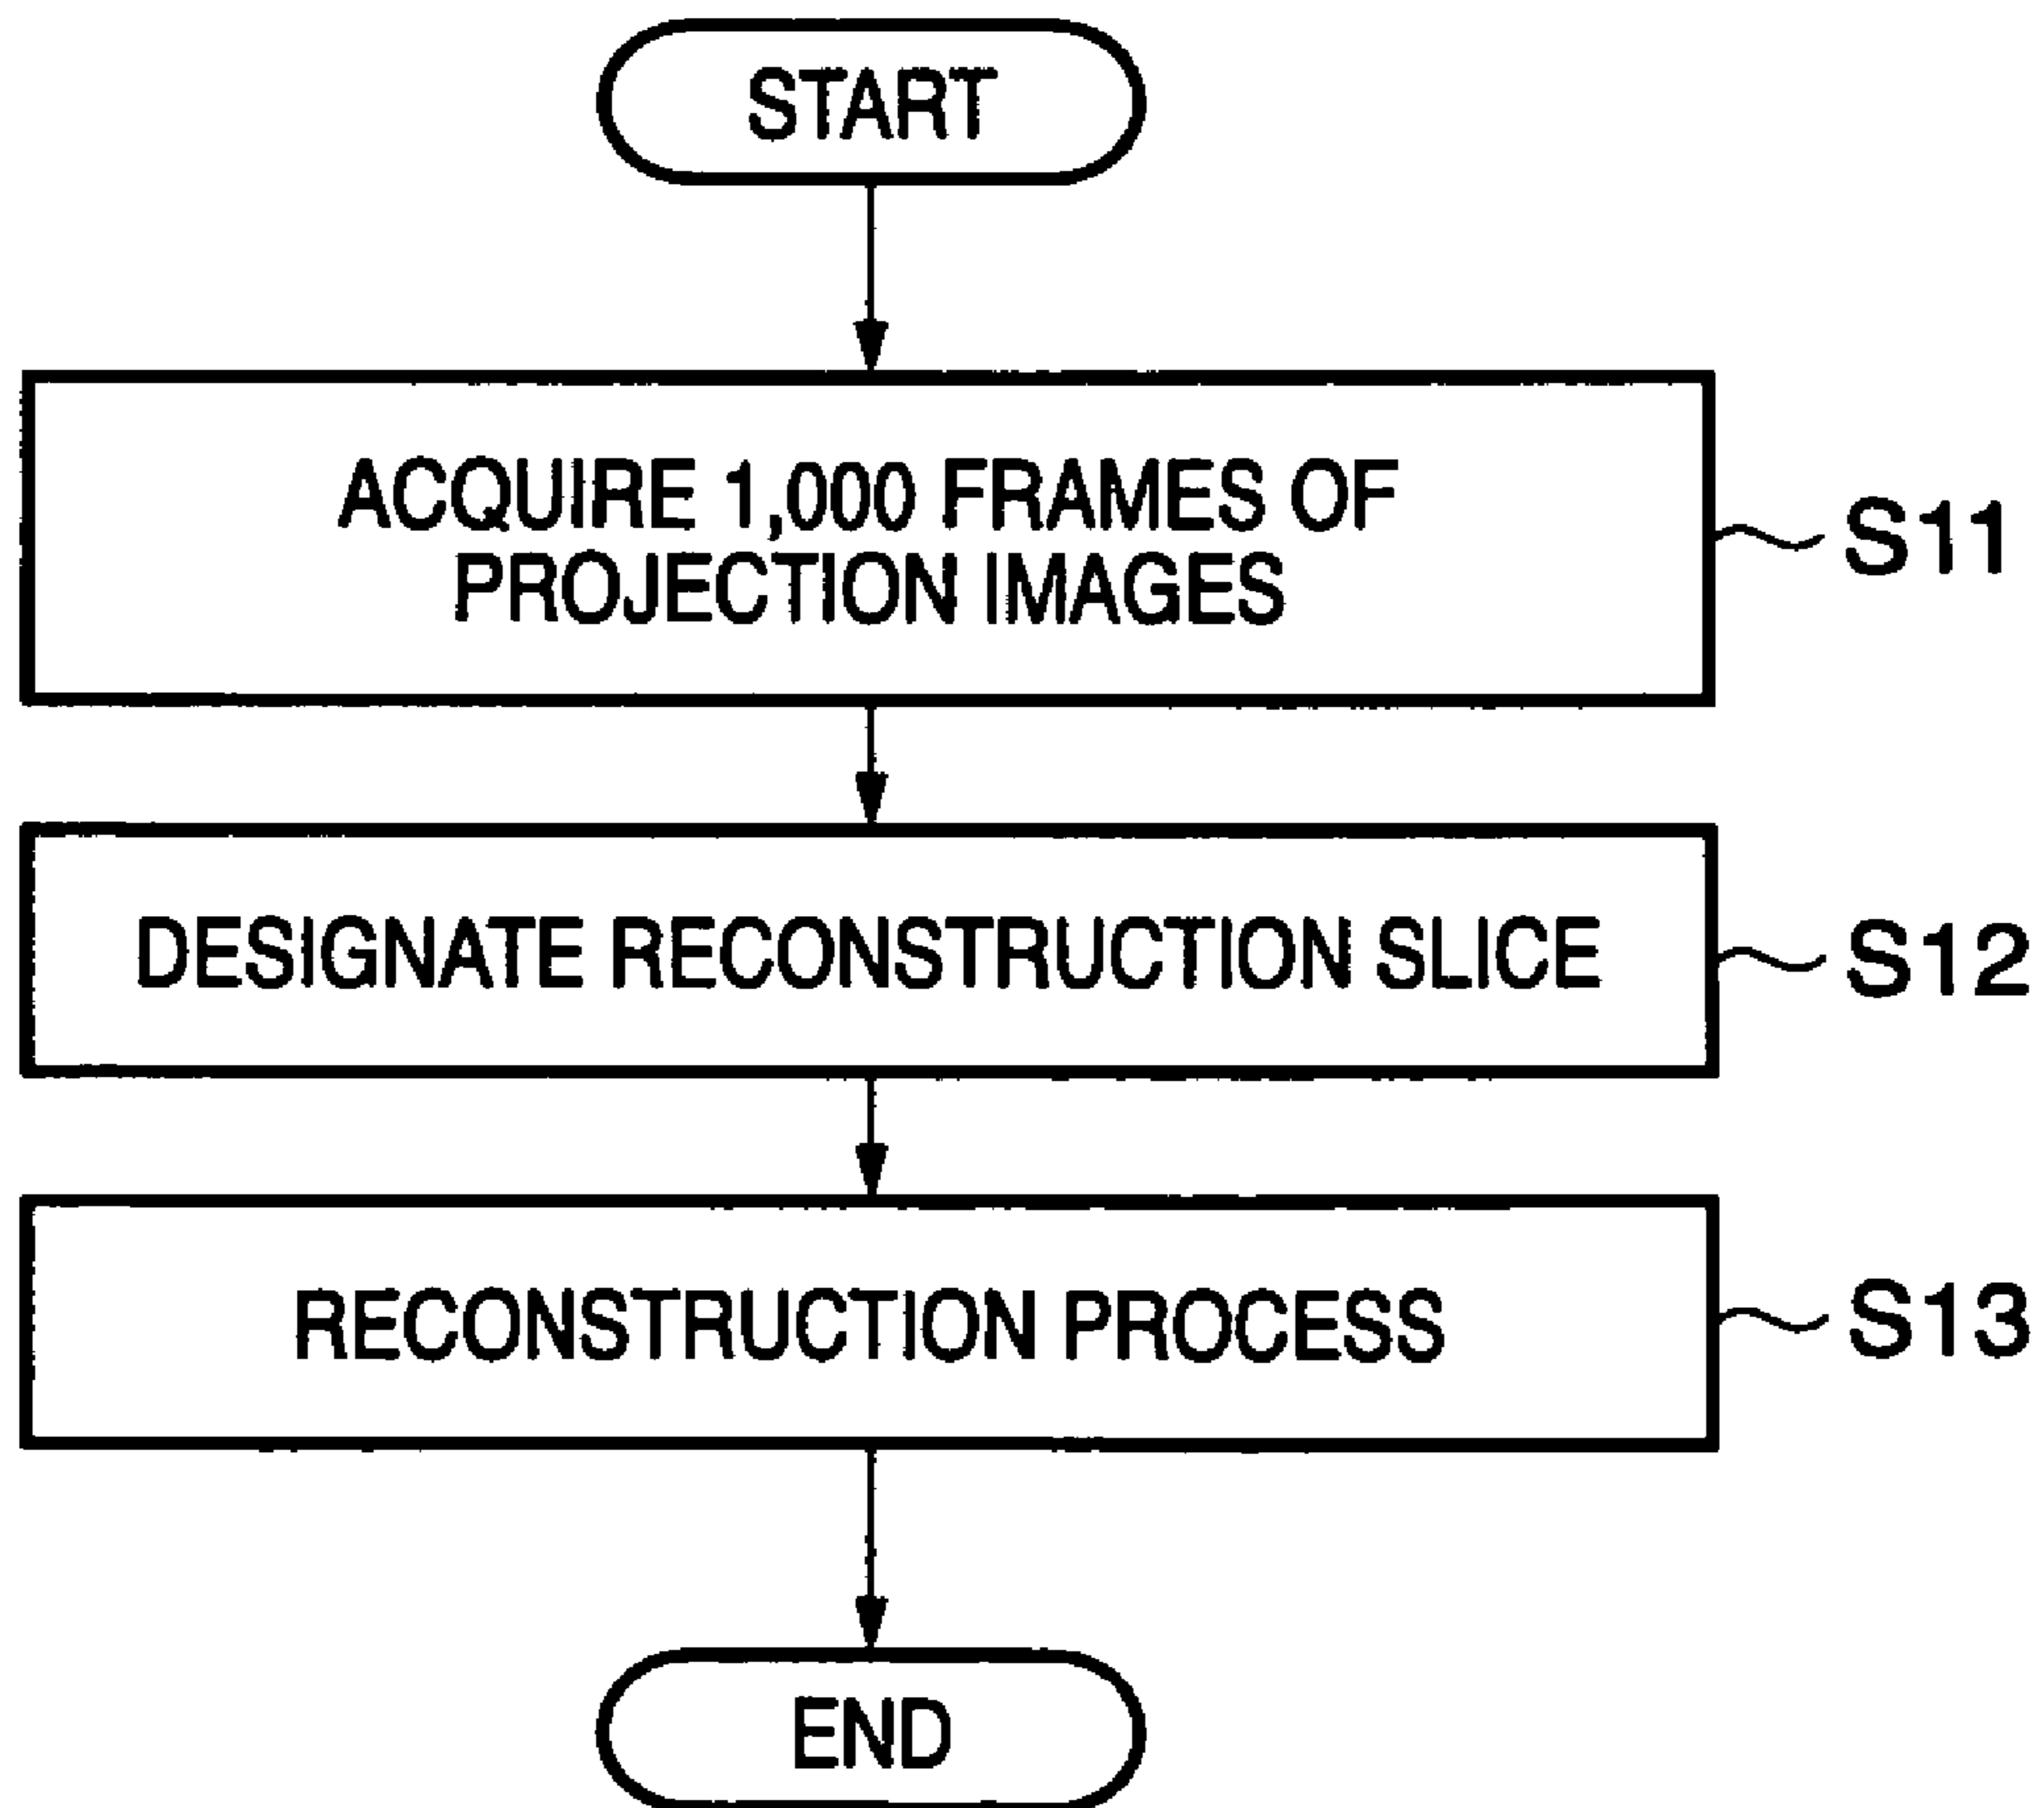 START
ACQUIRE 1,000 FRAMES OF
PROJECTION IMAGES
S11
DESIGNATE RECONSTRUCTION SLICE
S12
RECONSTRUCTION PROCESS
S13
END